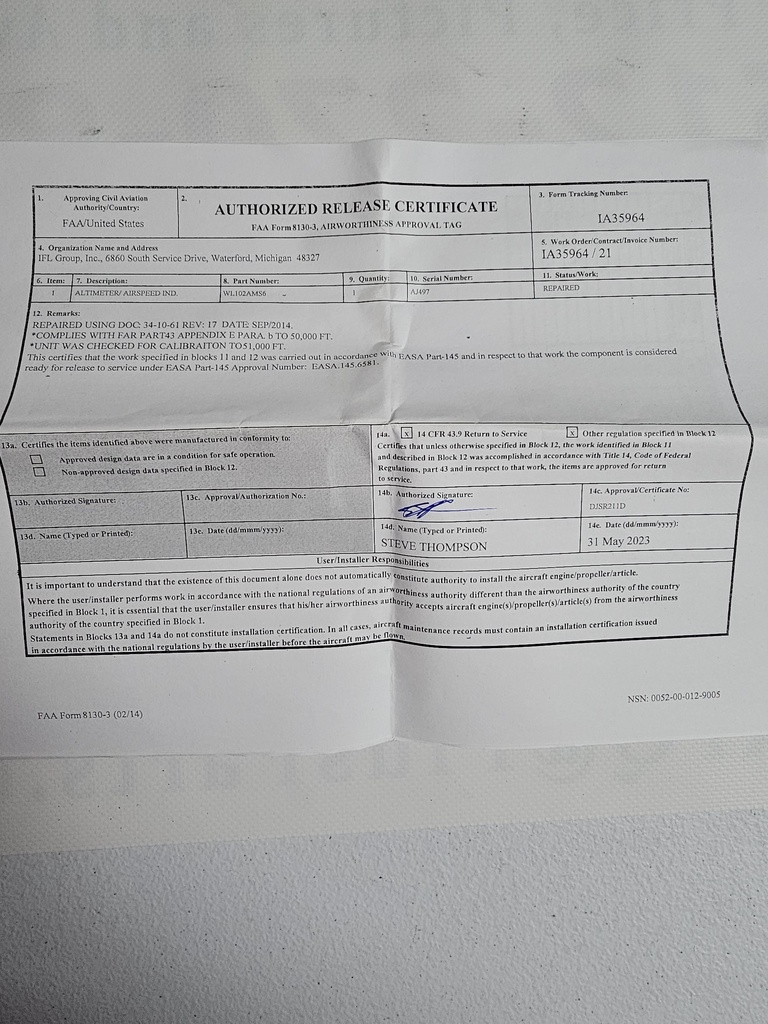 1. Approving Civil Aviation
Authority/Country:
FAA/United States
2.
AUTHORIZED RELEASE CERTIFICATE
FAA Form 8130-3, AIRWORTHINESS APPROVAL TAG
3. Form Tracking Number:
IA35964
4. Organization Name and Address
IFL Group, Inc., 6860 South Service Drive, Waterford, Michigan 48327
5. Work Order/Contract/Invoice Number:
IA35964 / 21
6. Item: 7. Description: 8. Part Number: 9. Quantity: 10. Serial Number: 11. Status/Work:
1 ALTIMETER/AIRSPEED IND. WL102AMS6 1 AJ497 REPAIRED
12. Remarks:
REPAIRED USING DOC: 34-10-61 REV: 17 DATE: SEP/2014.
*COMPLIES WITH FAR PART43 APPENDIX E PARA. b TO 50,000 FT.
*UNIT WAS CHECKED FOR CALIBRAITON TO51,000 FT.
This certifies that the work specified in blocks 11 and 12 was carried out in accordance with EASA Part-145 and in respect to that work the component is considered
ready for release to service under EASA Part-145 Approval Number: EASA.145.6581.
13a. Certifies the items identified above were manufactured in conformity to:
Approved design data are in a condition for safe operation.
Non-approved design data specified in Block 12.
14a. x 14 CFR 43.9 Return to Service x Other regulation specified in Block 12
Certifies that unless otherwise specified in Block 12, the work identified in Block 11
and described in Block 12 was accomplished in accordance with Title 14, Code of Federal
Regulations, part 43 and in respect to that work, the items are approved for return
to service.
13b. Authorized Signature: 13c. Approval/Authorization No.:
14b. Authorized Signature:
14c. Approval/Certificate No:
DJSR211D
13d. Name (Typed or Printed): 13e. Date (dd/mmm/yyyy):
14d. Name (Typed or Printed):
STEVE THOMPSON
14e. Date (dd/mmm/yyyy):
31 May 2023
User/Installer Responsibilities
It is important to understand that the existence of this document alone does not automatically constitute authority to install the aircraft engine/propeller/article.
Where the user/installer performs work in accordance with the national regulations of an airworthiness authority different than the airworthiness authority of the country
specified in Block 1, it is essential that the user/installer ensures that his/her airworthiness authority accepts aircraft engine(s)/propeller(s)/article(s) from the airworthiness
authority of the country specified in Block 1.
Statements in Blocks 13a and 14a do not constitute installation certification. In all cases, aircraft maintenance records must contain an installation certification issued
in accordance with the national regulations by the user/installer before the aircraft may be flown.
FAA Form 8130-3 (02/14)
NSN: 0052-00-012-9005